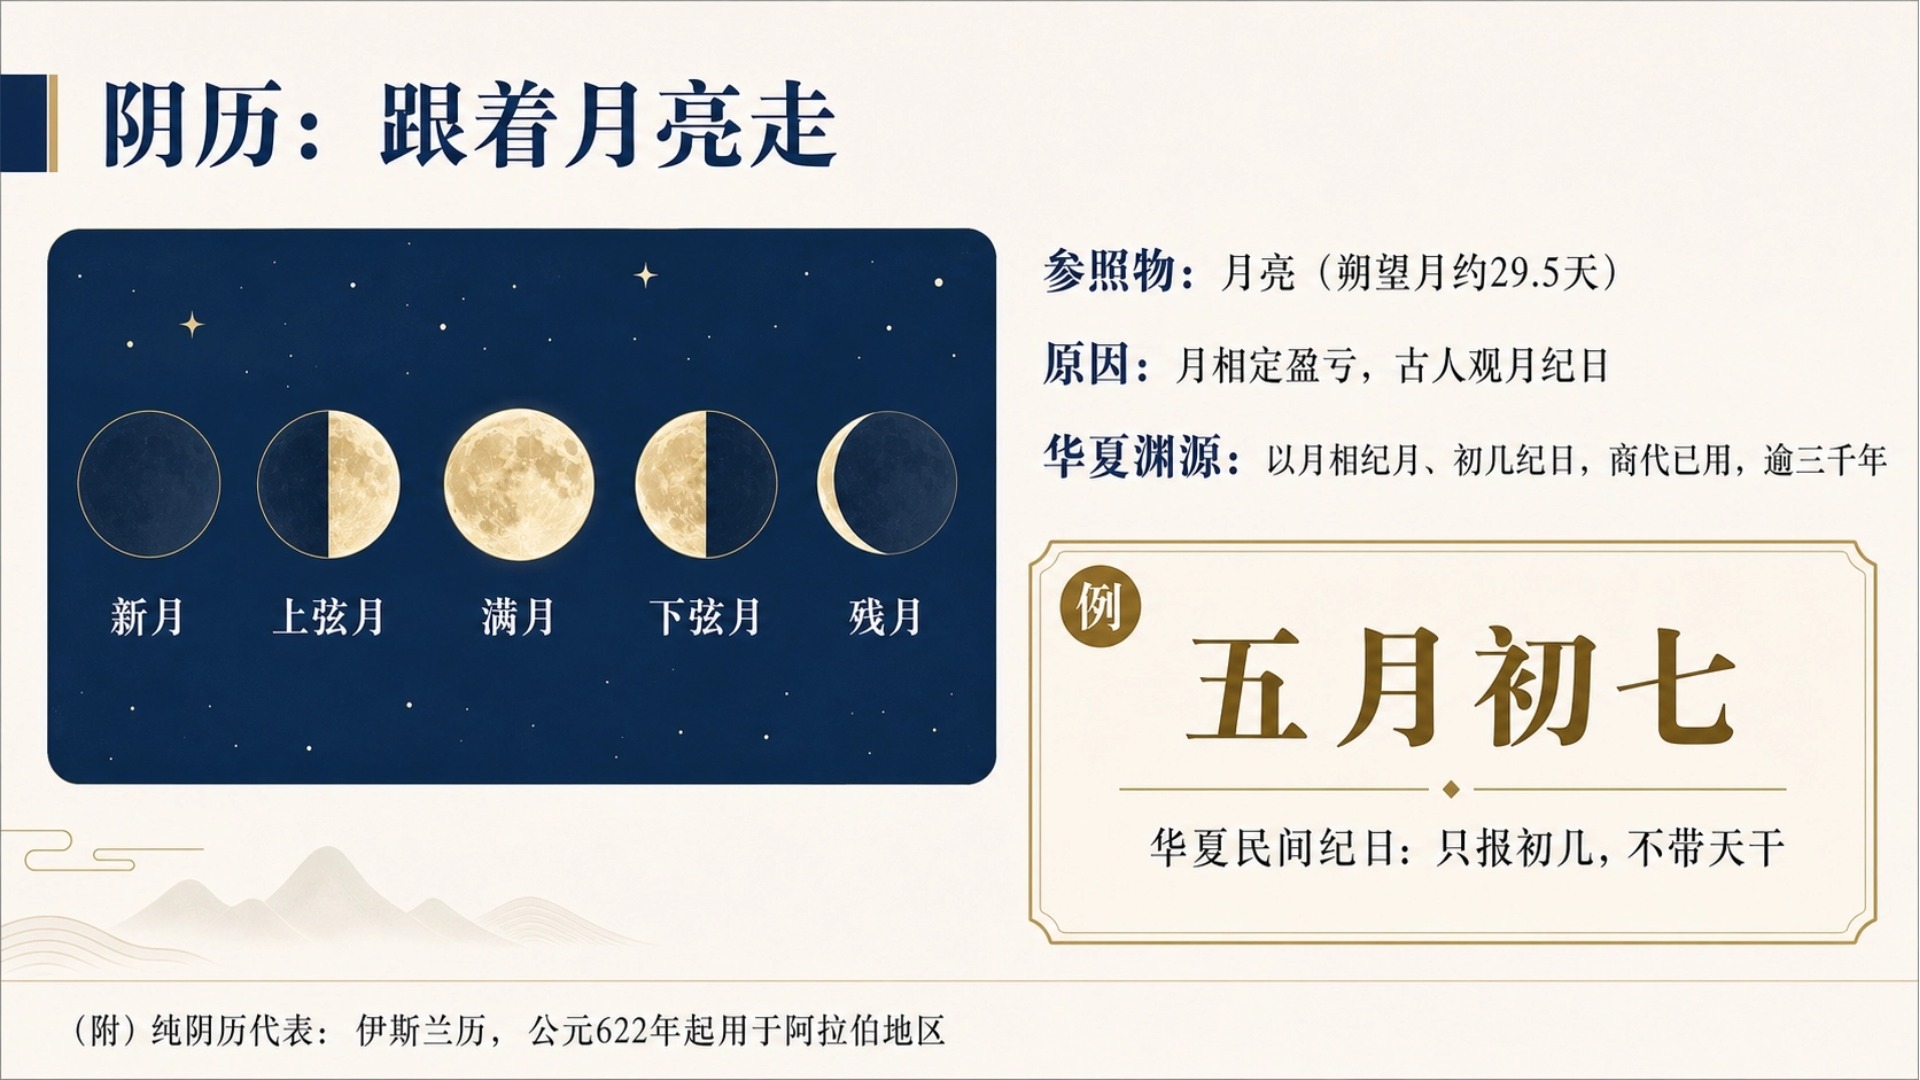 阴历：跟着月亮走
新月 上弦月 满月 下弦月 残月
参照物：月亮（朔望月约29.5天）
原因：月相定盈亏，古人观月纪日
华夏渊源：以月相纪月、初几纪日，商代已用，逾三千年
例
五月初七
华夏民间纪日：只报初几，不带天干
（附）纯阴历代表：伊斯兰历，公元622年起用于阿拉伯地区